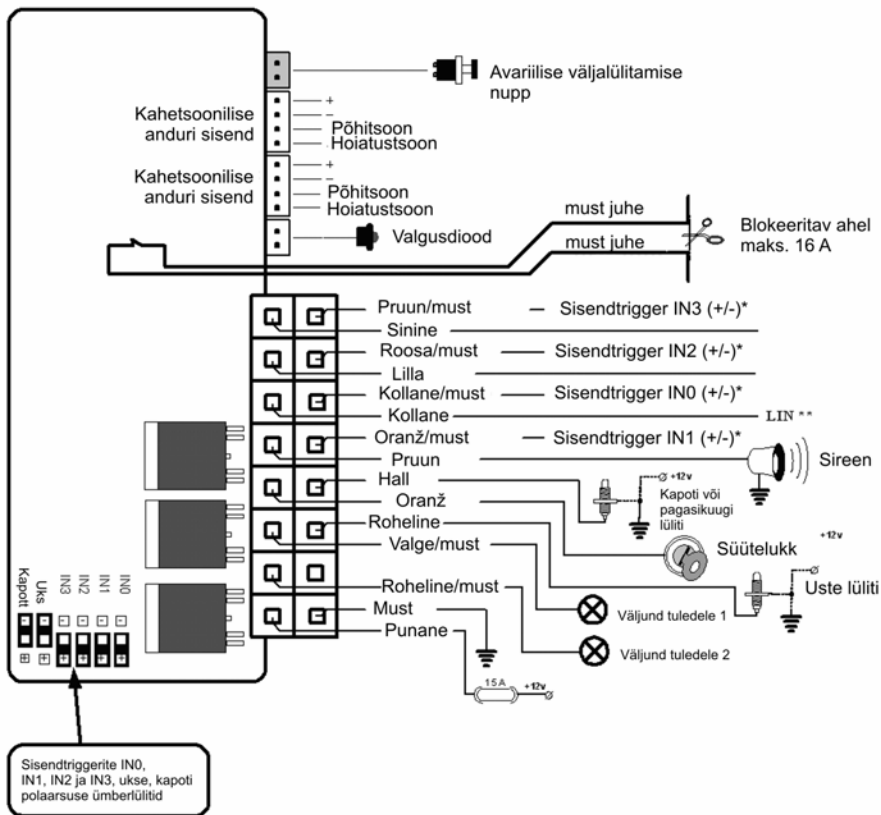 Avariilise väljalülitamise
nupp
Kahetsoonilise
anduri sisend
+
−
Põhitsoon
Hoiatustsoon
Kahetsoonilise
anduri sisend
+
−
Põhitsoon
Hoiatustsoon
Valgusdiood
must juhe
must juhe
Blokeeritav ahel
maks. 16 A
Pruun/must – Sisendtrigger IN3 (+/-)*
Sinine
Roosa/must – Sisendtrigger IN2 (+/-)*
Lilla
Kollane/must – Sisendtrigger IN0 (+/-)*
Kollane LIN **
Oranž/must – Sisendtrigger IN1 (+/-)*
Pruun
Sireen
Hall
+12v
Kapoti või
pagasikuugi
lüliti
Oranž
Süütelukk
Roheline
+12v
Uste lüliti
Valge/must
Väljund tuledele 1
Roheline/must
Väljund tuledele 2
Must
Punane
15A +12v
Kapott Uks IN3 IN2 IN1 IN0
- - - - - -
+ + + + + +
Sisendtriggerite IN0,
IN1, IN2 ja IN3, ukse, kapoti
polaarsuse ümberlülitid